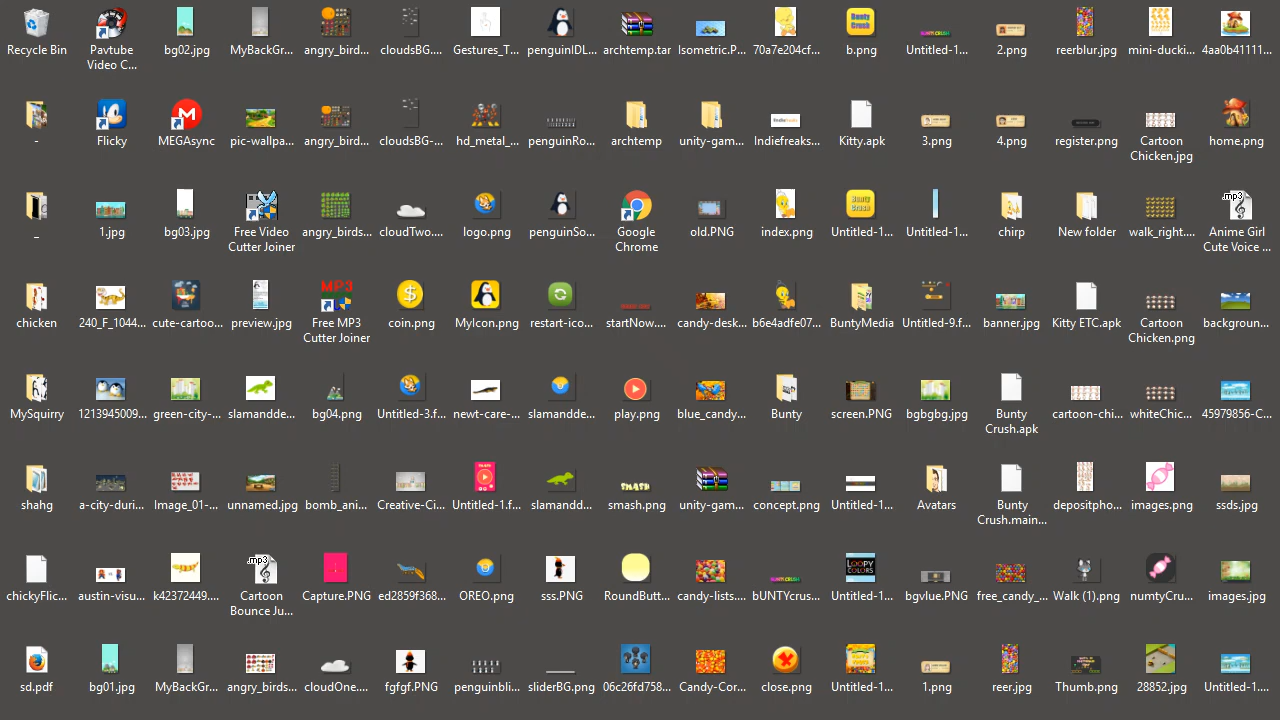 Recycle Bin
Pavtube
Video C...
bg02.jpg
MyBackGr...
angry_bird...
cloudsBG....
Gestures_T...
penguinIDL...
archtemp.tar
Isometric.P...
70a7e204cf...
b.png
Untitled-1...
2.png
reerblur.jpg
mini-ducki...
4aa0b41111...
-
Flicky
MEGAsync
pic-wallpa...
angry_bird...
cloudsBG-...
hd_metal_...
penguinRo...
archtemp
unity-gam...
Indiefreaks...
Kitty.apk
3.png
4.png
register.png
Cartoon
Chicken.jpg
home.png
_
1.jpg
bg03.jpg
Free Video
Cutter Joiner
angry_birds...
cloudTwo....
logo.png
penguinSo...
Google
Chrome
old.PNG
index.png
Untitled-1...
Untitled-1...
chirp
New folder
walk_right....
Anime Girl
Cute Voice ...
chicken
240_F_1044...
cute-cartoo...
preview.jpg
Free MP3
Cutter Joiner
coin.png
MyIcon.png
restart-ico...
startNow....
candy-desk...
b6e4adfe07...
BuntyMedia
Untitled-9.f...
banner.jpg
Kitty ETC.apk
Cartoon
Chicken.png
backgroun...
MySquirry
1213945009...
green-city-...
slamandde...
bg04.png
Untitled-3.f...
newt-care-...
slamandde...
play.png
blue_candy...
Bunty
screen.PNG
bgbgbg.jpg
Bunty
Crush.apk
cartoon-chi...
whiteChic...
45979856-C...
shahg
a-city-duri...
Image_01-...
unnamed.jpg
bomb_ani...
Creative-Ci...
Untitled-1.f...
slamandd...
smash.png
unity-gam...
concept.png
Untitled-1...
Avatars
Bunty
Crush.main...
depositpho...
images.png
ssds.jpg
chickyFlic...
austin-visu...
k42372449....
Cartoon
Bounce Ju...
Capture.PNG
ed2859f368...
OREO.png
sss.PNG
RoundButt...
candy-lists....
bUNTYcrus...
Untitled-1...
bgvlue.PNG
free_candy_...
Walk (1).png
numtyCru...
images.jpg
sd.pdf
bg01.jpg
MyBackGr...
angry_birds...
cloudOne....
fgfgf.PNG
penguinbli...
sliderBG.png
06c26fd758...
Candy-Cor...
close.png
Untitled-1...
1.png
reer.jpg
Thumb.png
28852.jpg
Untitled-1....